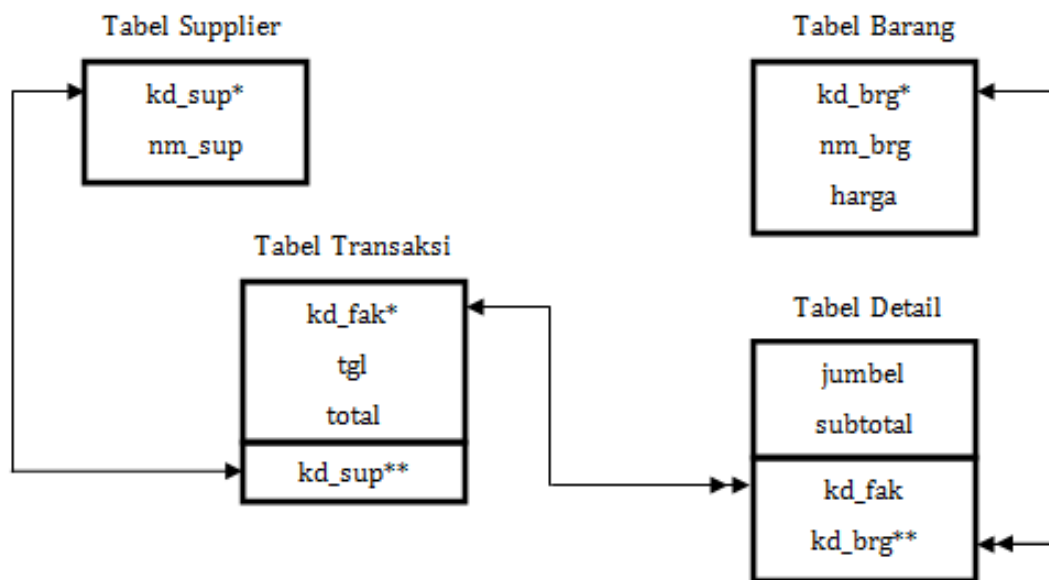 Tabel Supplier
kd_sup*
nm_sup
Tabel Barang
kd_brg*
nm_brg
harga
Tabel Transaksi
kd_fak*
tgl
total
kd_sup**
Tabel Detail
jumbel
subtotal
kd_fak
kd_brg**